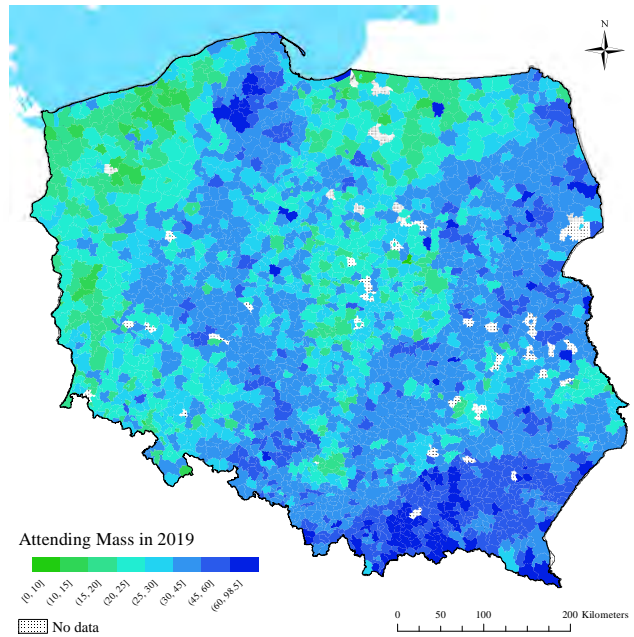 N
Attending Mass in 2019
[0, 10] (10, 15] (15, 20] (20, 25] (25, 30] (30, 45] (45, 60] (60, 98.5]
No data
0 50 100 200 Kilometers